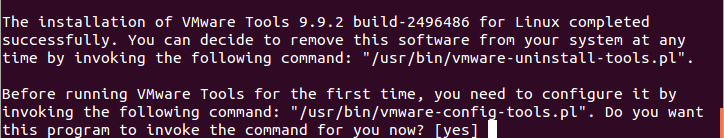 The installation of VMware Tools 9.9.2 build-2496486 for Linux completed
successfully. You can decide to remove this software from your system at any
time by invoking the following command: "/usr/bin/vmware-uninstall-tools.pl".
Before running VMware Tools for the first time, you need to configure it by
invoking the following command: "/usr/bin/vmware-config-tools.pl". Do you want
this program to invoke the command for you now? [yes]